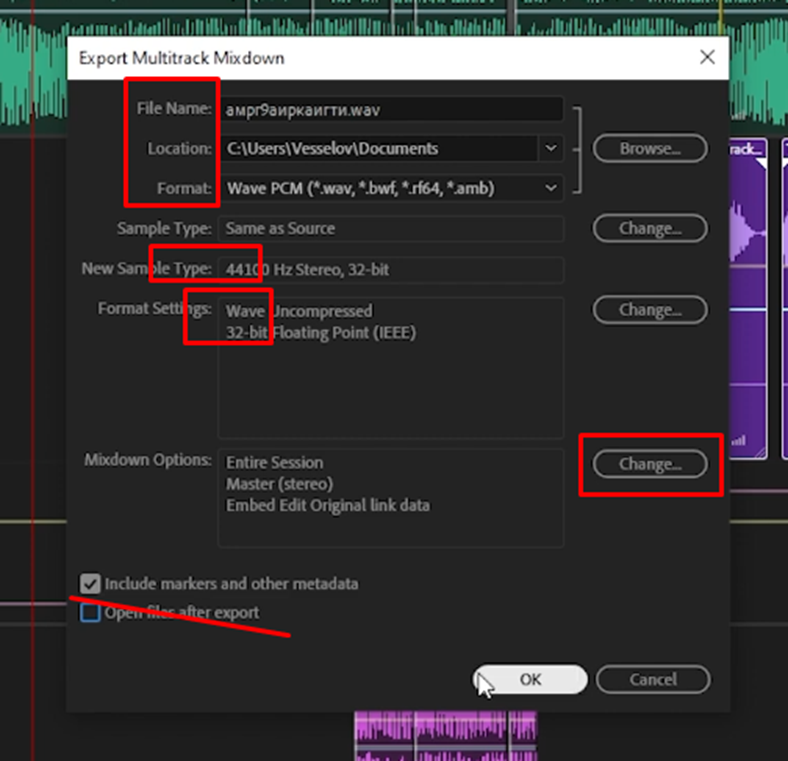 Export Multitrack Mixdown
File Name: ампг9аиркаигти.wav
Location: C:\Users\Vesselov\Documents Browse...
Format: Wave PCM (*.wav, *.bwf, *.rf64, *.amb)
Sample Type: Same as Source Change...
New Sample Type: 44100 Hz Stereo, 32-bit
Format Settings: Wave Uncompressed Change...
32-bit Floating Point (IEEE)
Mixdown Options: Entire Session Change...
Master (stereo)
Embed Edit Original link data
Include markers and other metadata
Open files after export
OK Cancel